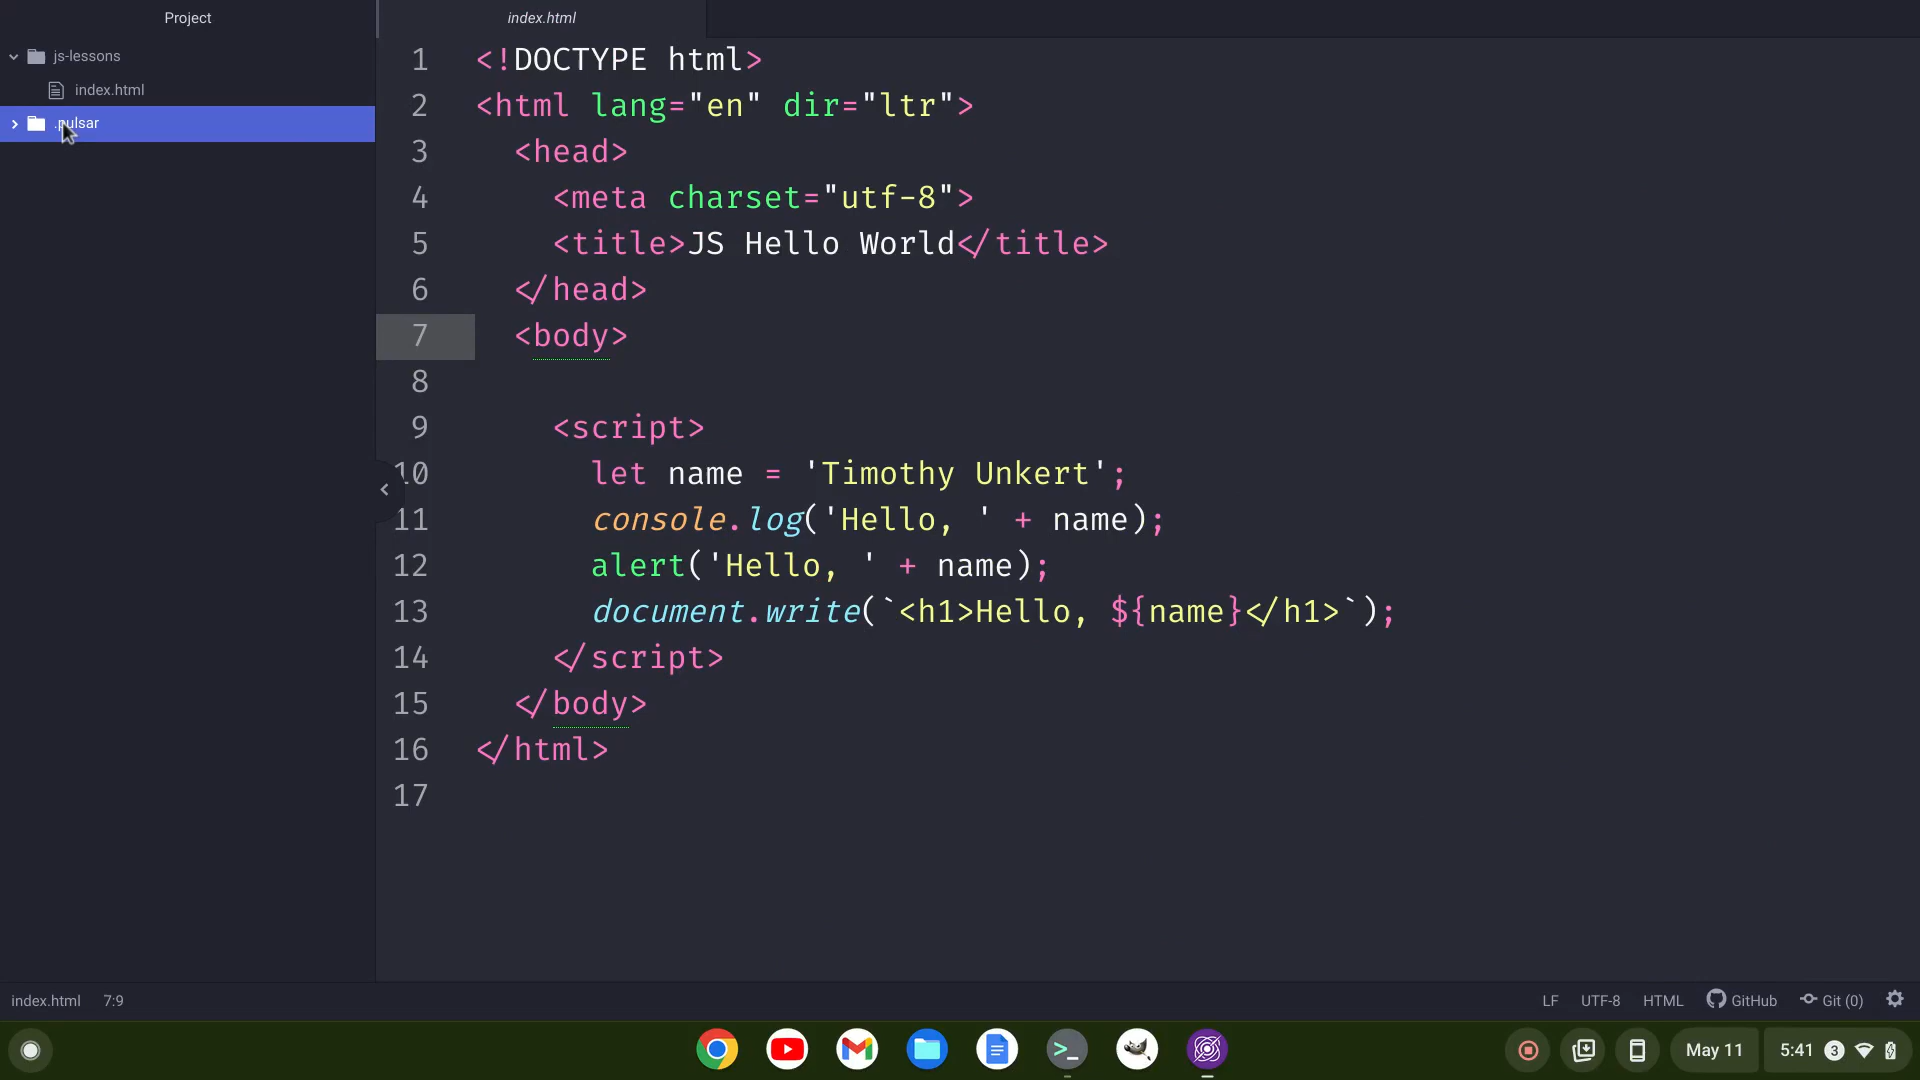 Project
js-lessons
index.html
.pulsar
index.html
1 <!DOCTYPE html>
2 <html lang="en" dir="ltr">
3 <head>
4 <meta charset="utf-8">
5 <title>JS Hello World</title>
6 </head>
7 <body>
8
9 <script>
10 let name = 'Timothy Unkert';
11 console.log('Hello, ' + name);
12 alert('Hello, ' + name);
13 document.write(`<h1>Hello, ${name}</h1>`);
14 </script>
15 </body>
16 </html>
17
index.html 7:9 LF UTF-8 HTML GitHub Git (0)
May 11 5:41 3